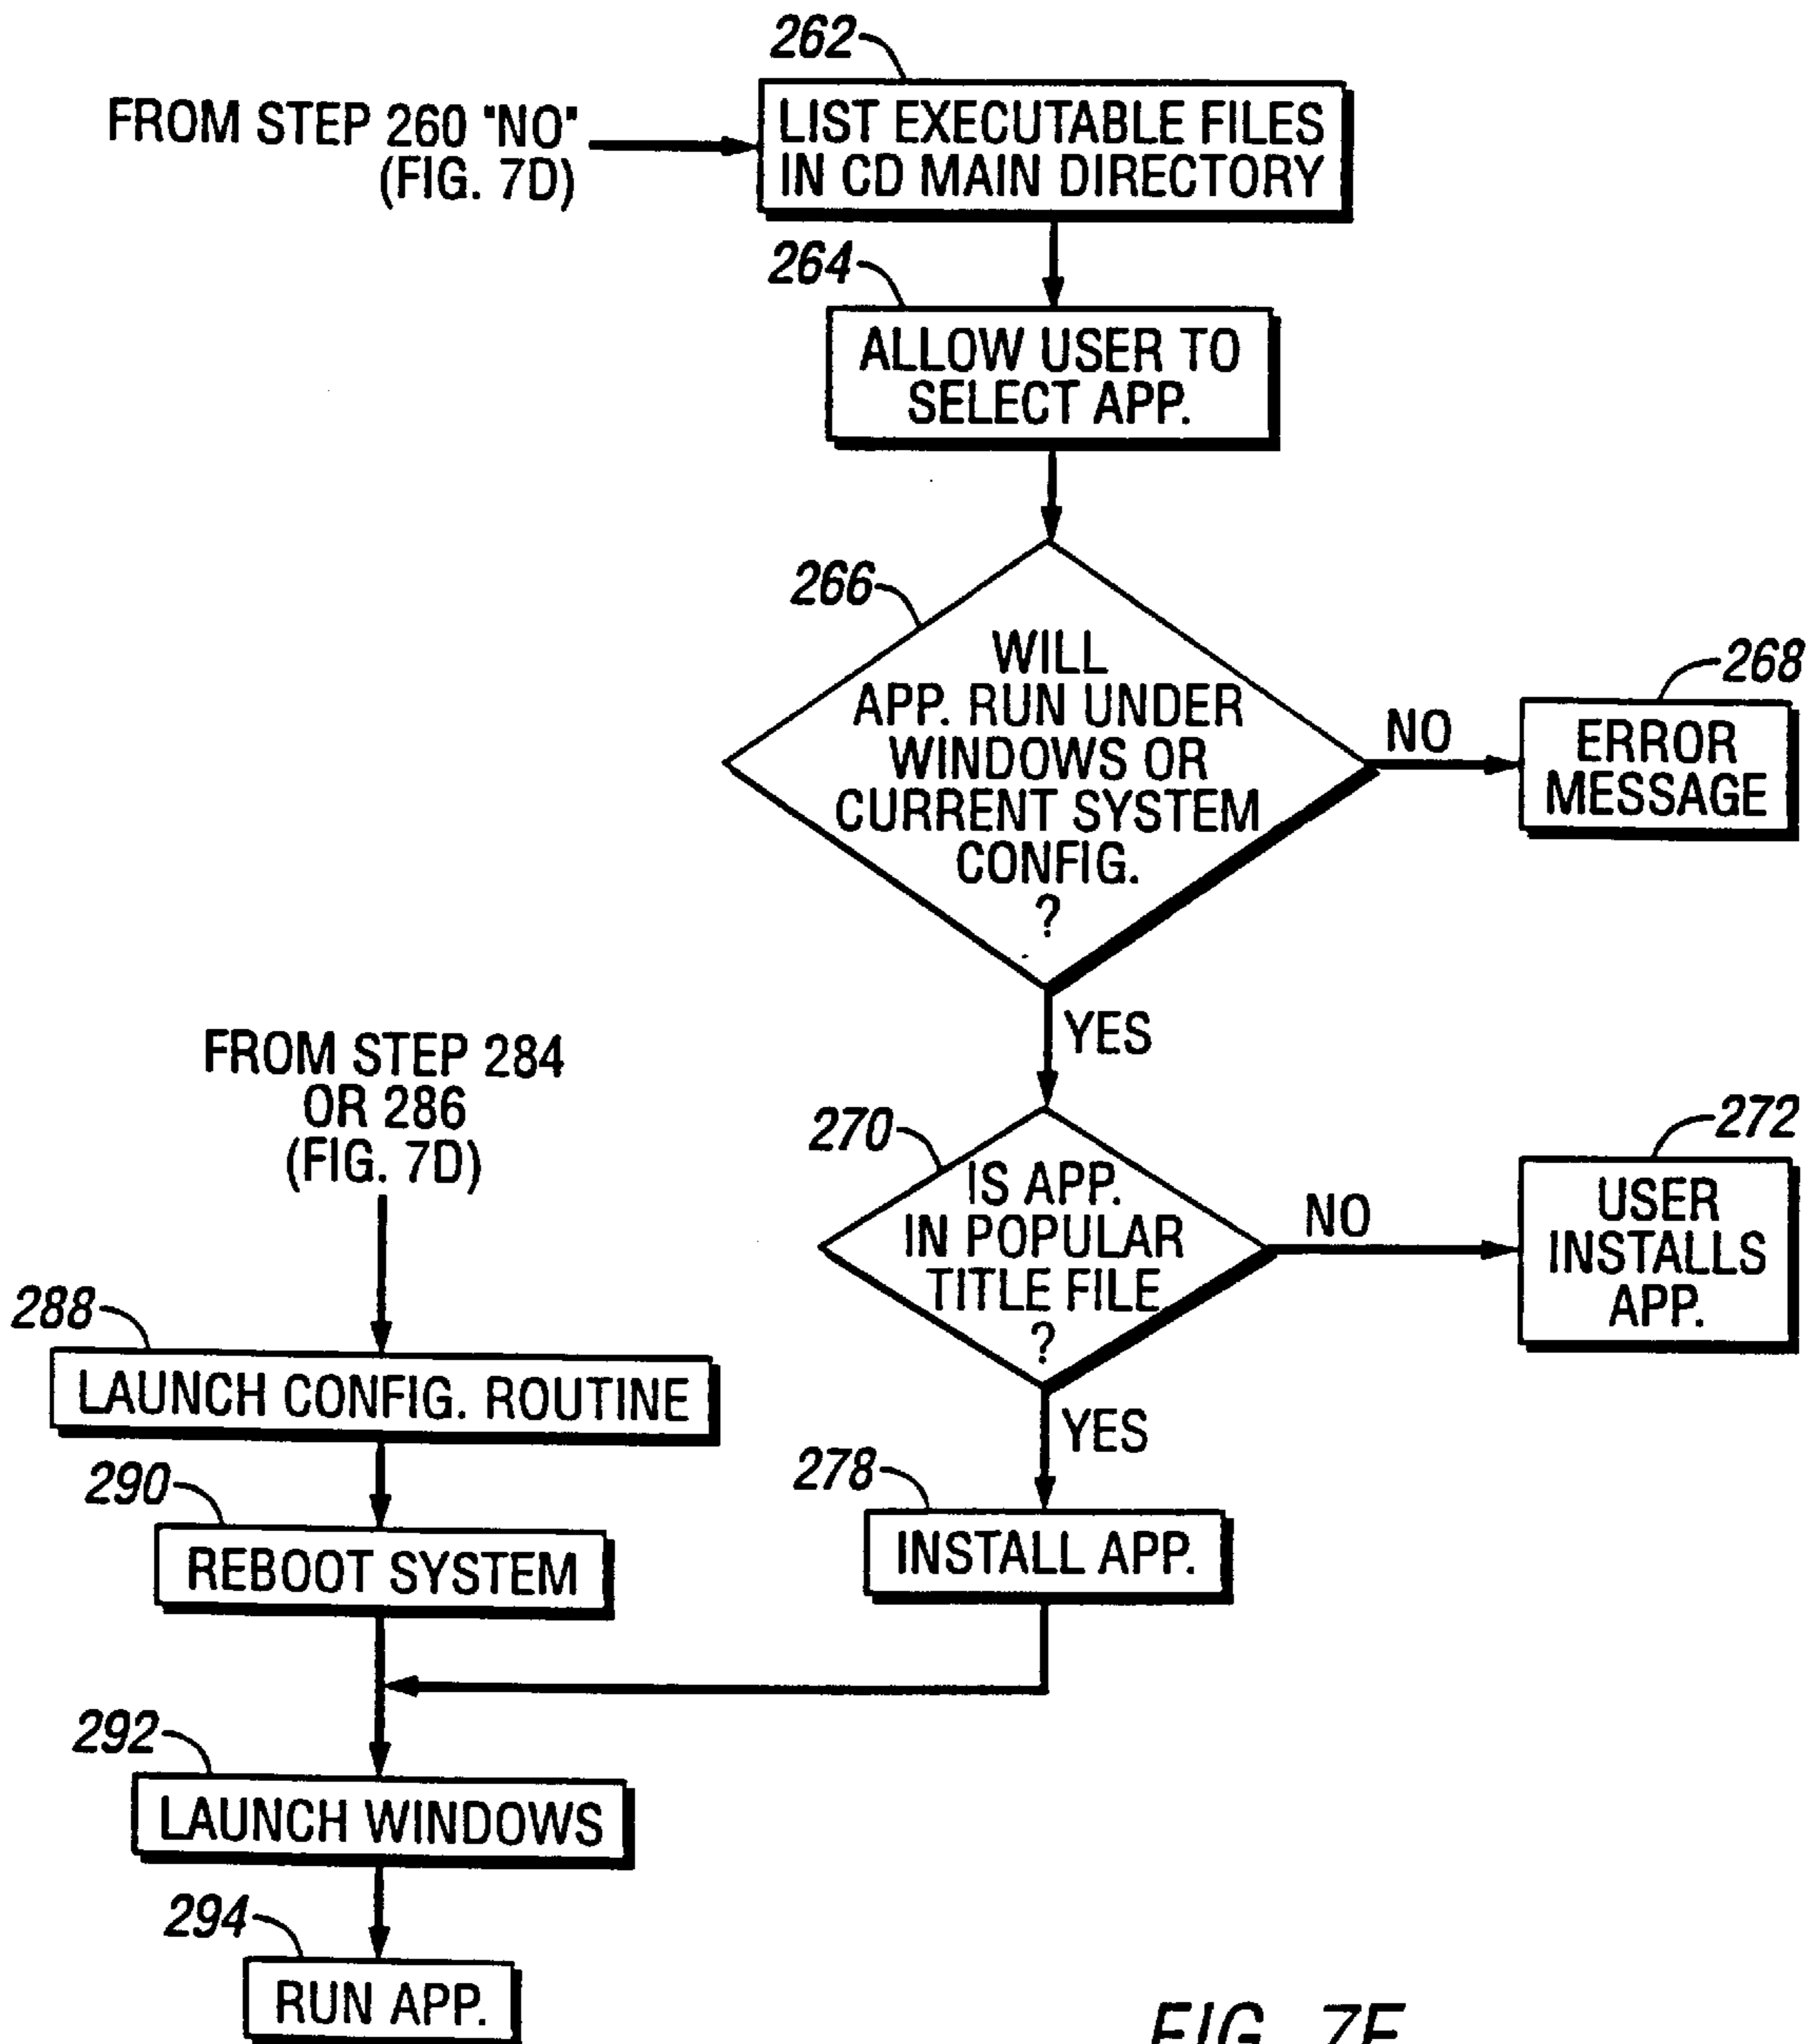 262
FROM STEP 260 "NO"
(FIG. 7D)
LIST EXECUTABLE FILES
IN CD MAIN DIRECTORY
264
ALLOW USER TO
SELECT APP.
266
WILL
APP. RUN UNDER
WINDOWS OR
CURRENT SYSTEM
CONFIG.
?
NO
268
ERROR
MESSAGE
YES
FROM STEP 284
OR 286
(FIG. 7D)
270
IS APP.
IN POPULAR
TITLE FILE
?
NO
272
USER
INSTALLS
APP.
YES
288
LAUNCH CONFIG. ROUTINE
290
REBOOT SYSTEM
278
INSTALL APP.
292
LAUNCH WINDOWS
294
RUN APP.
FIG. 7E